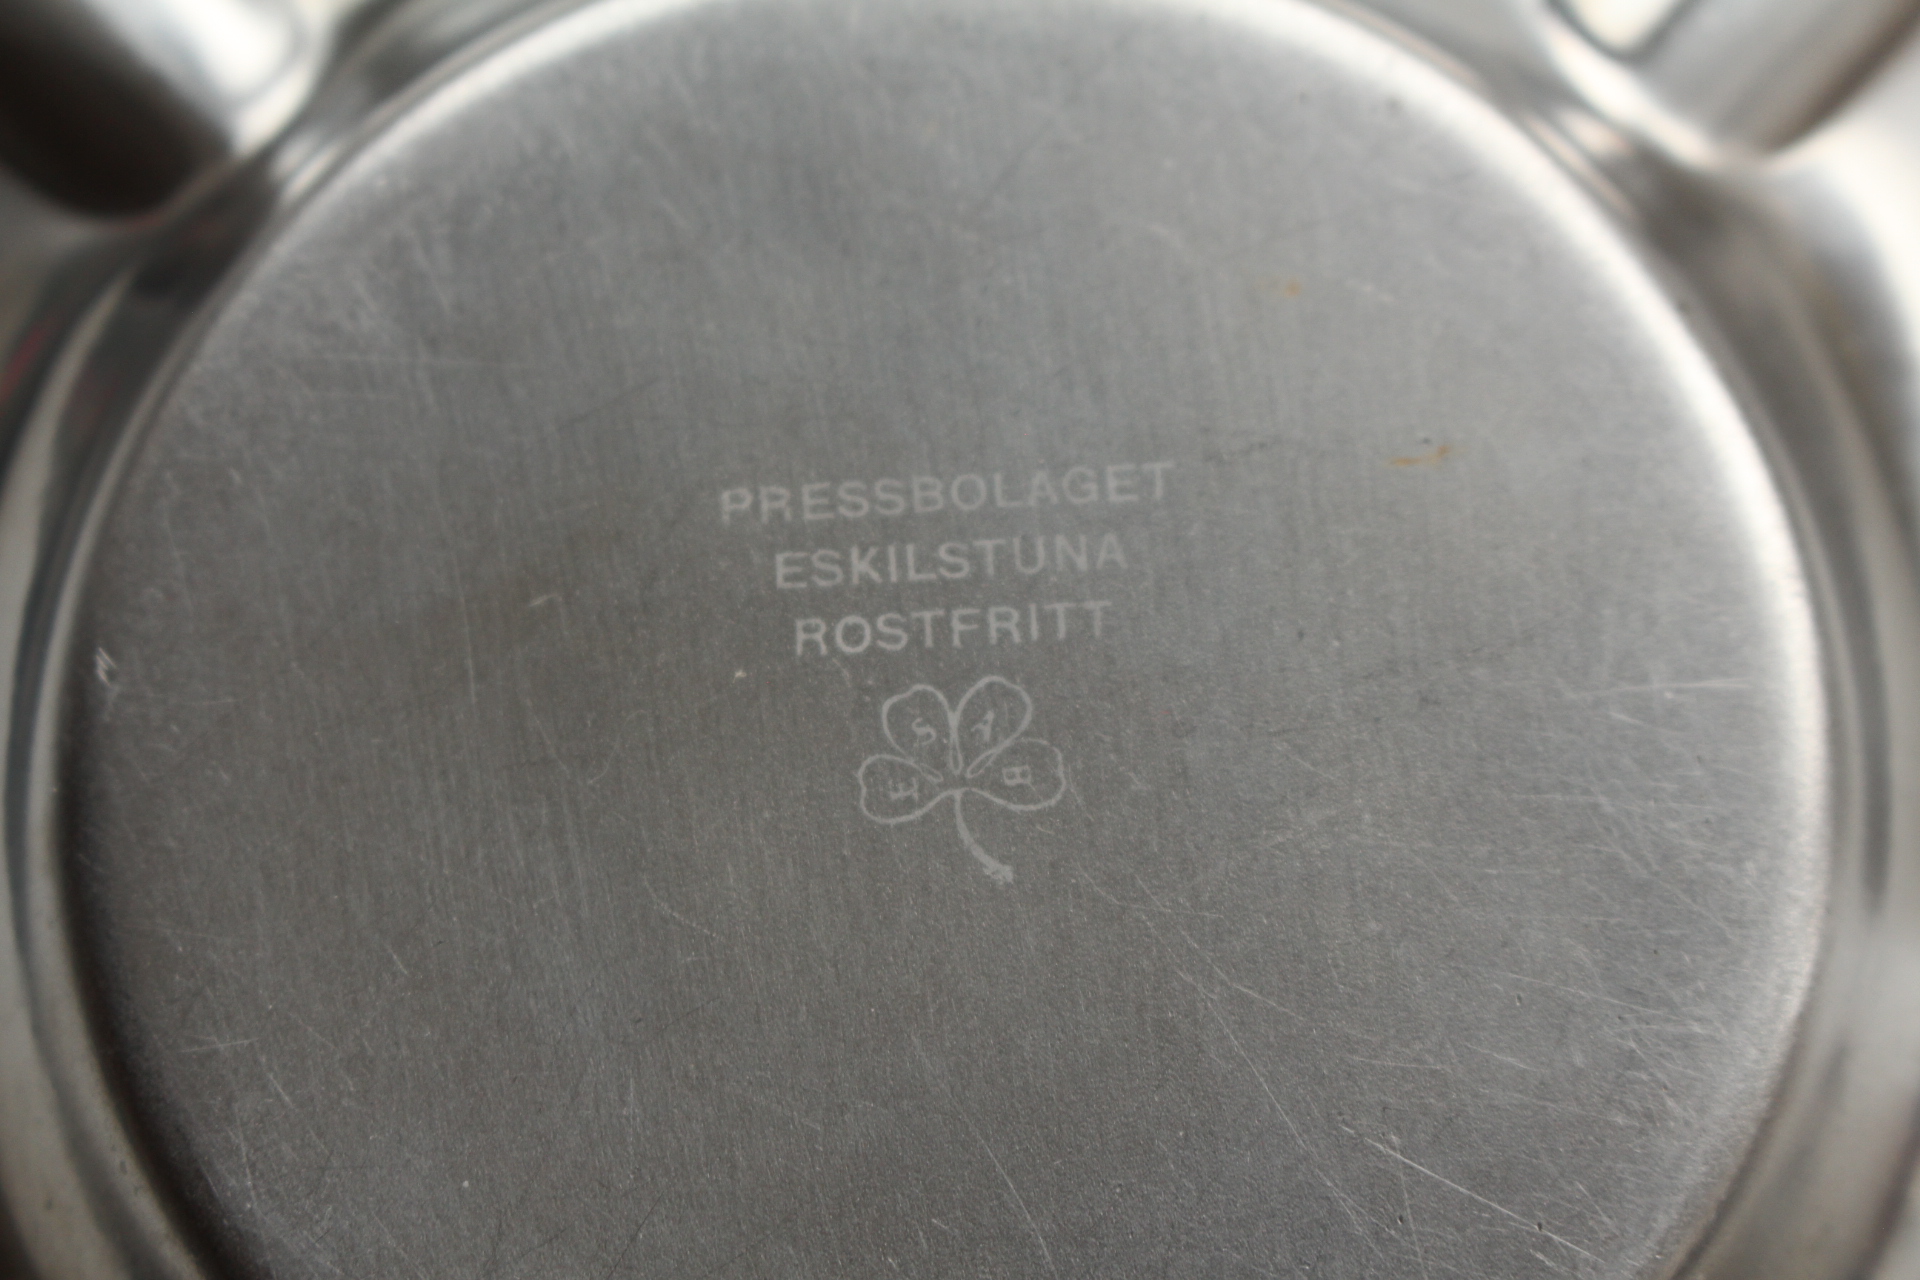 PRESSBOLAGET
ESKILSTUNA
ROSTFRITT
E S A B